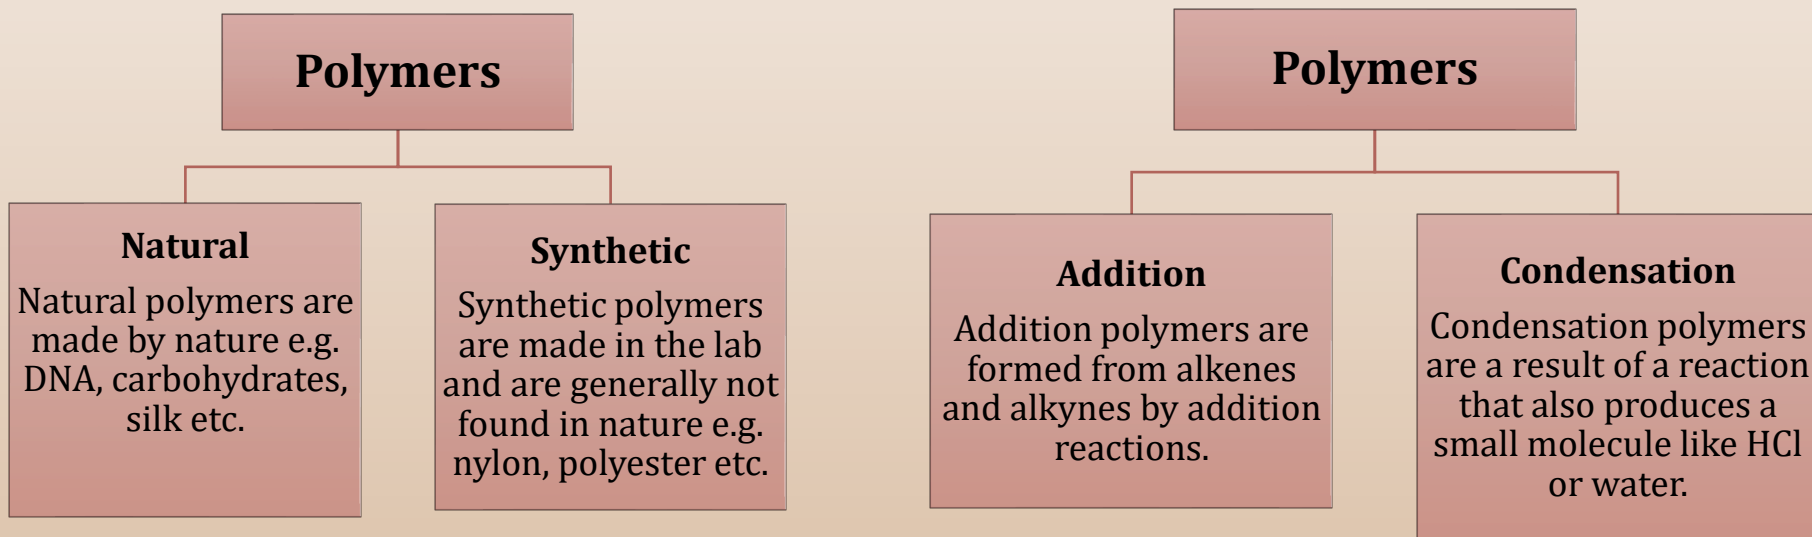 Polymers
Natural
Natural polymers are
made by nature e.g.
DNA, carbohydrates,
silk etc.
Synthetic
Synthetic polymers
are made in the lab
and are generally not
found in nature e.g.
nylon, polyester etc.
Polymers
Addition
Addition polymers are
formed from alkenes
and alkynes by addition
reactions.
Condensation
Condensation polymers
are a result of a reaction
that also produces a
small molecule like HCl
or water.